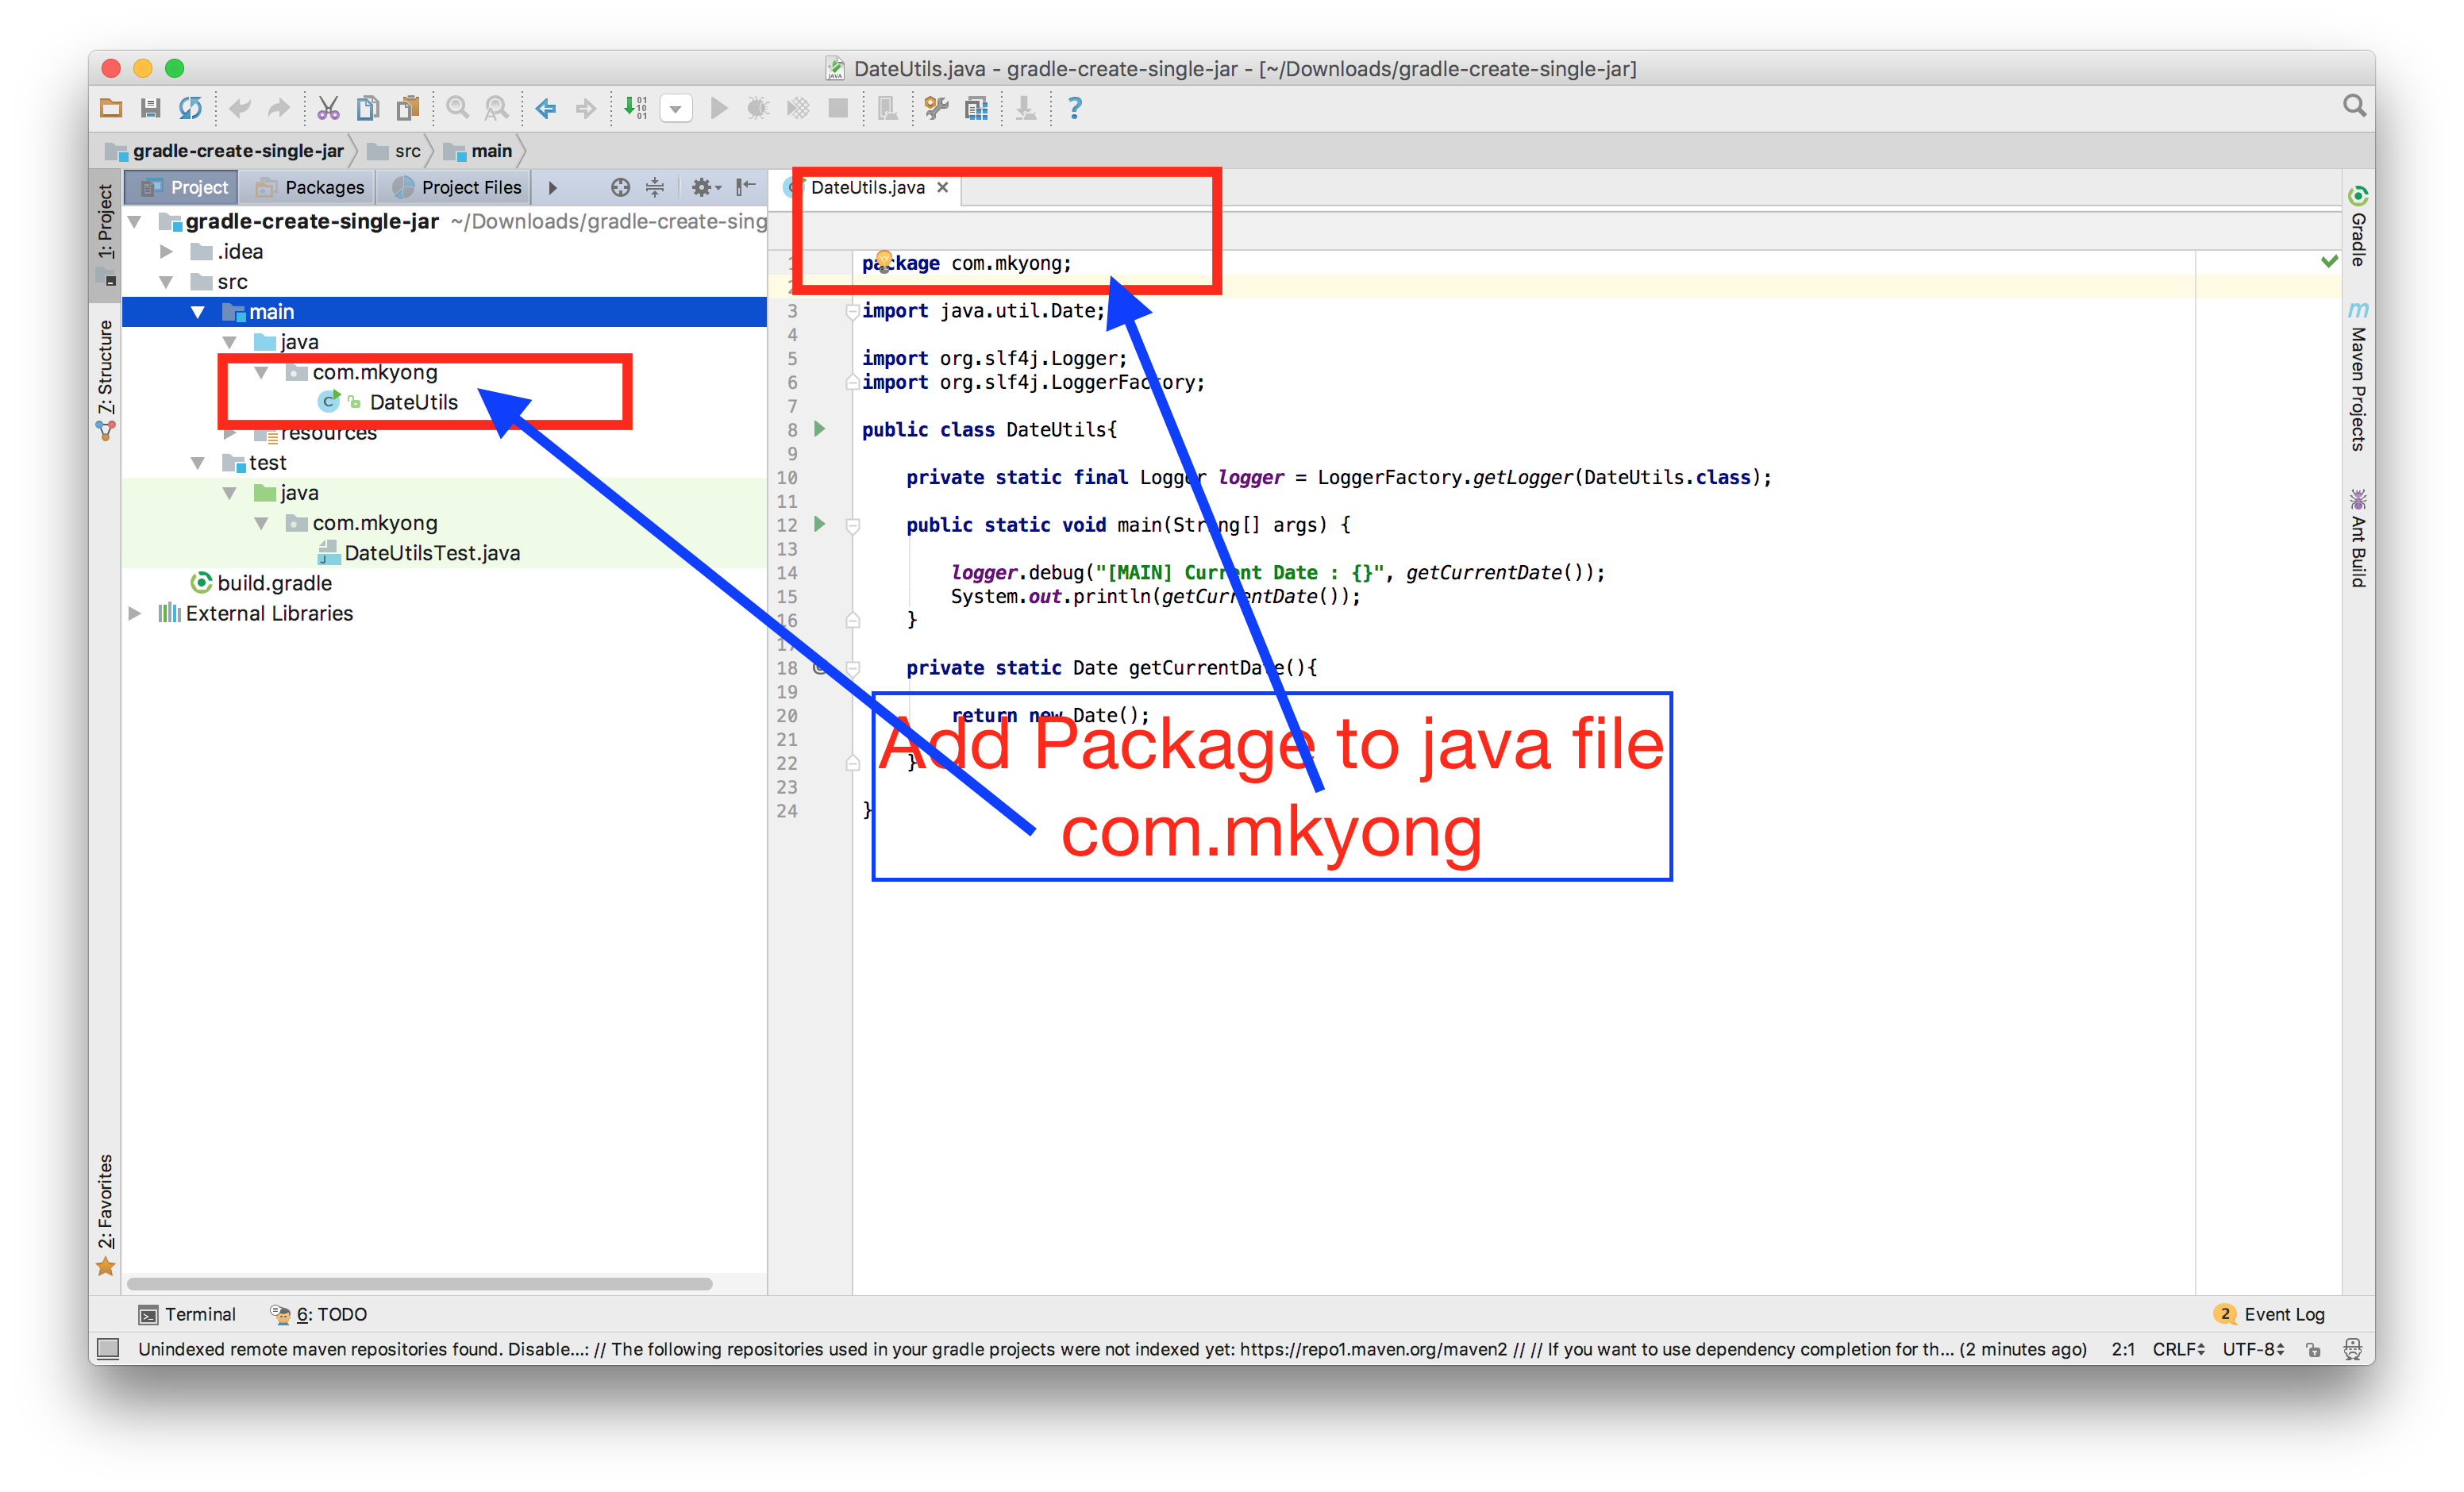 DateUtils.java - gradle-create-single-jar - [~/Downloads/gradle-create-single-jar]
gradle-create-single-jar src main
1: Project
7: Structure
2: Favorites
Project Packages Project Files
gradle-create-single-jar ~/Downloads/gradle-create-sing
.idea
src
main
java
com.mkyong
DateUtils
resources
test
java
com.mkyong
DateUtilsTest.java
build.gradle
External Libraries
DateUtils.java
1 package com.mkyong;
2
3 import java.util.Date;
4
5 import org.slf4j.Logger;
6 import org.slf4j.LoggerFactory;
7
8 public class DateUtils{
9
10 private static final Logger logger = LoggerFactory.getLogger(DateUtils.class);
11
12 public static void main(String[] args) {
13
14 logger.debug("[MAIN] Current Date : {}", getCurrentDate());
15 System.out.println(getCurrentDate());
16 }
17
18 private static Date getCurrentDate(){
19
20 return new Date();
21
22 }
23
24 }
Add Package to java file
com.mkyong
Gradle
m Maven Projects
Ant Build
Terminal 6: TODO
2 Event Log
Unindexed remote maven repositories found. Disable...: // The following repositories used in your gradle projects were not indexed yet: https://repo1.maven.org/maven2 // // If you want to use dependency completion for th... (2 minutes ago) 2:1 CRLF UTF-8